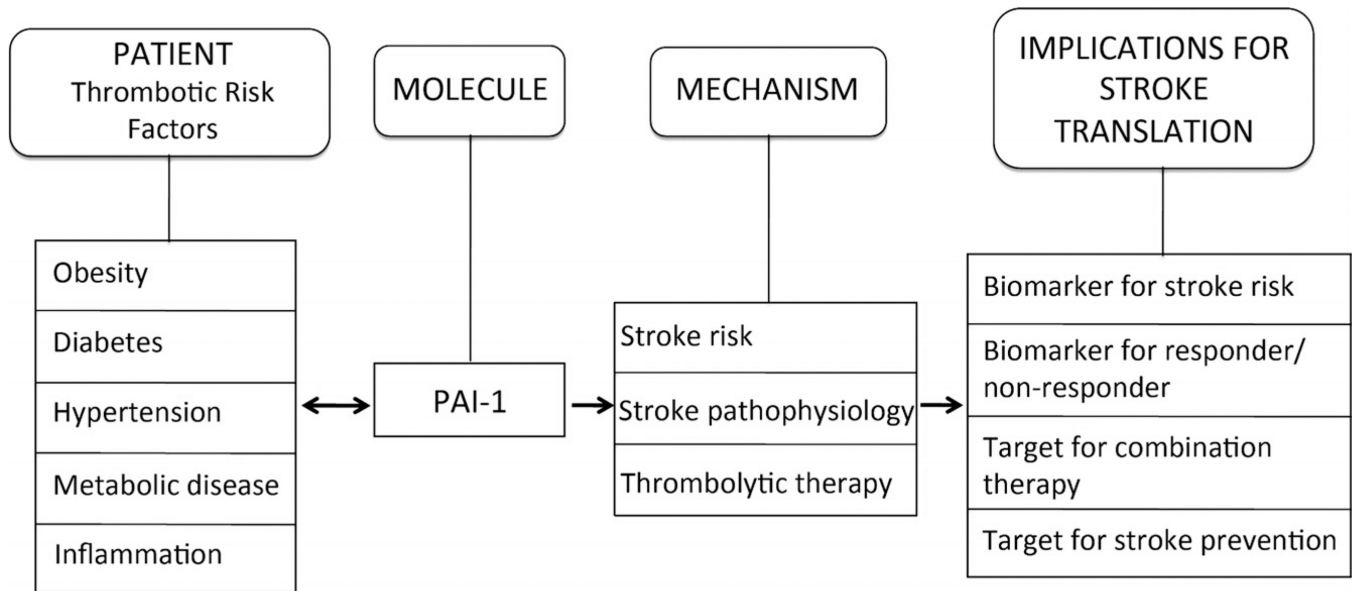 PATIENT
Thrombotic Risk
Factors
MOLECULE
MECHANISM
IMPLICATIONS FOR
STROKE
TRANSLATION
Obesity
Diabetes
Hypertension
Metabolic disease
Inflammation
PAI-1
Stroke risk
Stroke pathophysiology
Thrombolytic therapy
Biomarker for stroke risk
Biomarker for responder/
non-responder
Target for combination
therapy
Target for stroke prevention